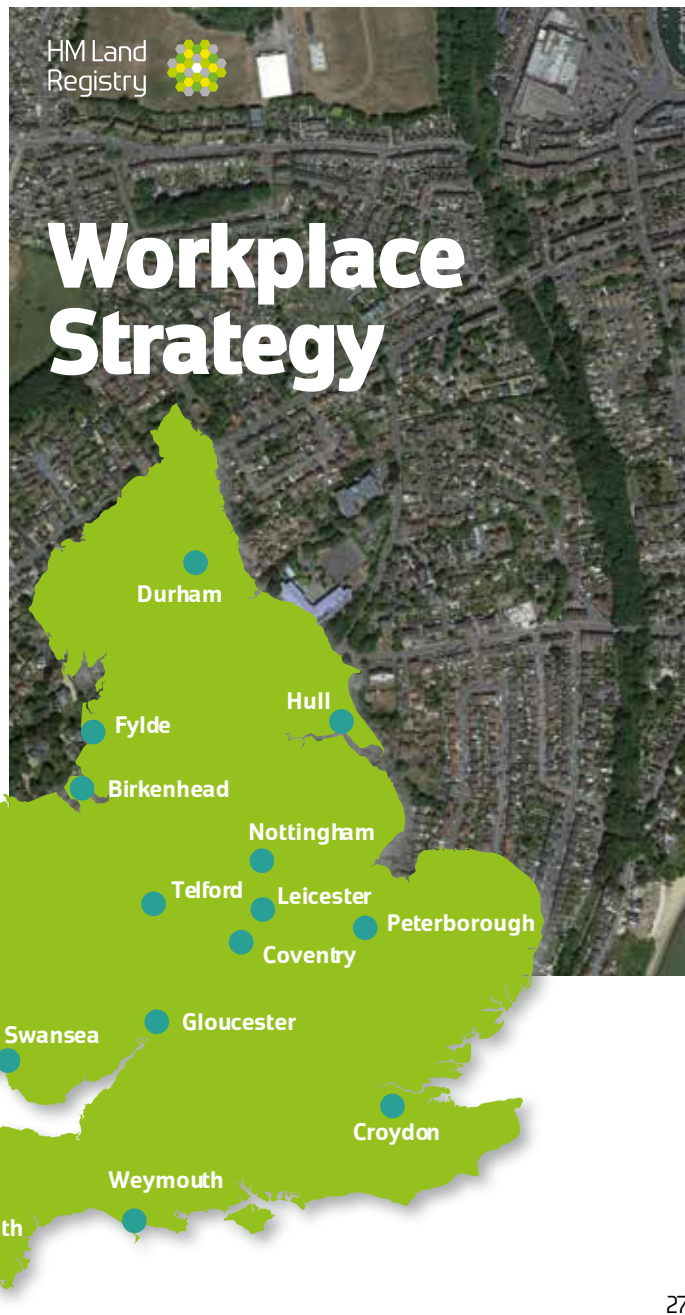 HM Land
Registry
Workplace
Strategy
Durham
Hull
Fylde
Birkenhead
Nottingham
Telford
Leicester
Peterborough
Coventry
Gloucester
Swansea
Croydon
Weymouth
th
27